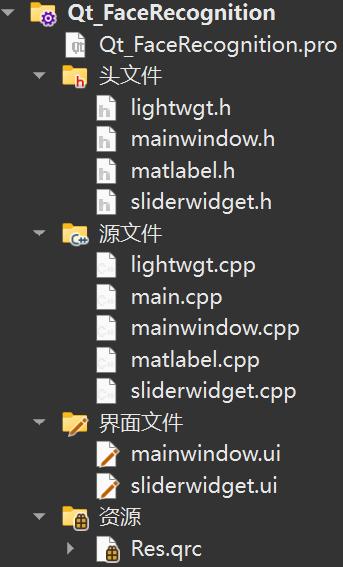 Qt_FaceRecognition
Qt_FaceRecognition.pro
头文件
lightwgt.h
mainwindow.h
matlabel.h
sliderwidget.h
源文件
lightwgt.cpp
main.cpp
mainwindow.cpp
matlabel.cpp
sliderwidget.cpp
界面文件
mainwindow.ui
sliderwidget.ui
资源
Res.qrc